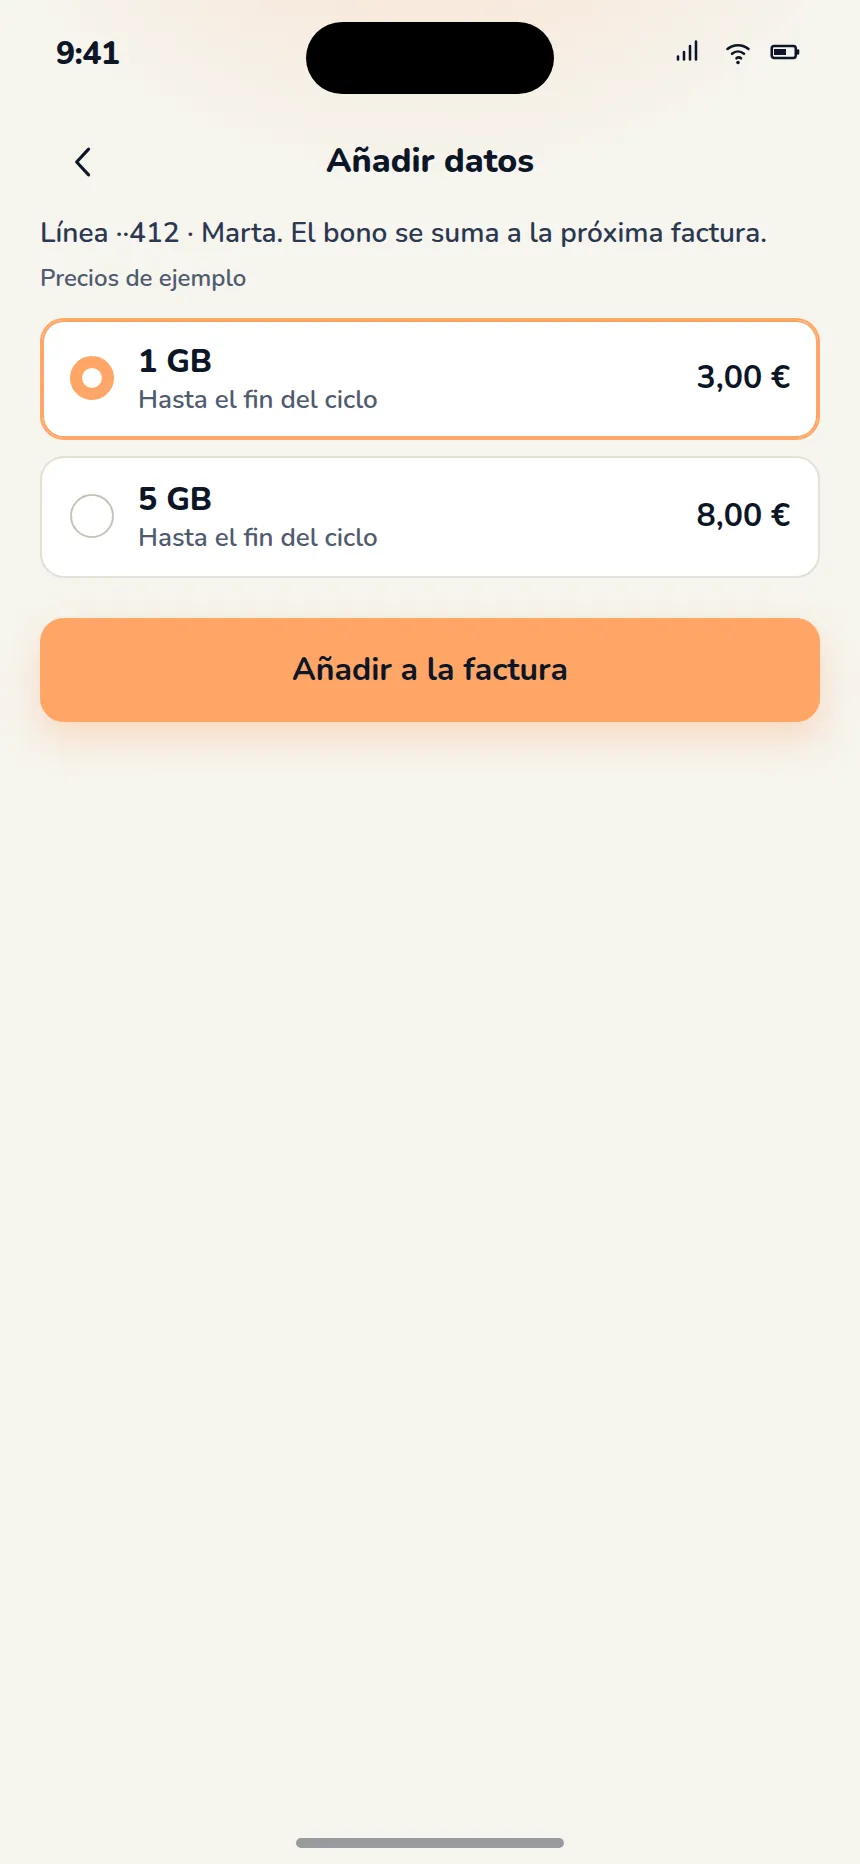 9:41
Añadir datos
Línea ··412 · Marta. El bono se suma a la próxima factura.
Precios de ejemplo
1 GB
Hasta el fin del ciclo
3,00 €
5 GB
Hasta el fin del ciclo
8,00 €
Añadir a la factura